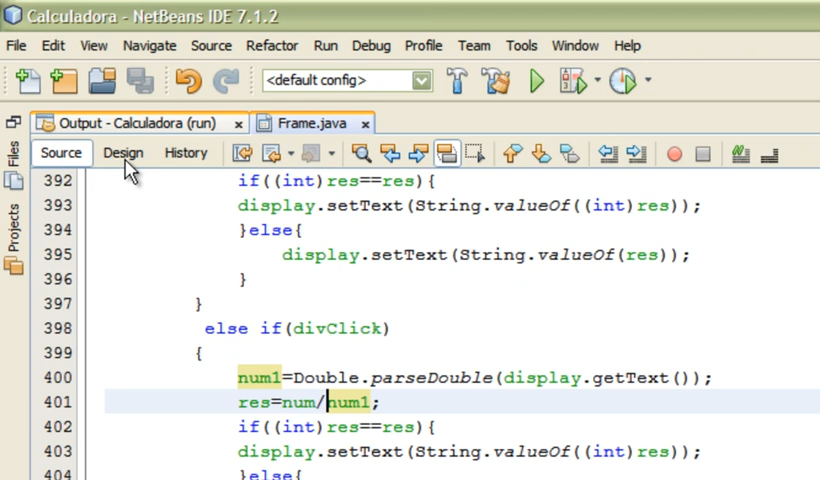 Calculadora - NetBeans IDE 7.1.2
File Edit View Navigate Source Refactor Run Debug Profile Team Tools Window Help
<default config>
Output - Calculadora (run) x Frame.java x
Source Design History
Files
Projects
392 if((int)res==res){
393 display.setText(String.valueOf((int)res));
394 }else{
395 display.setText(String.valueOf(res));
396 }
397 }
398 else if(divClick)
399 {
400 num1=Double.parseDouble(display.getText());
401 res=num/num1;
402 if((int)res==res){
403 display.setText(String.valueOf((int)res));
404 }else{